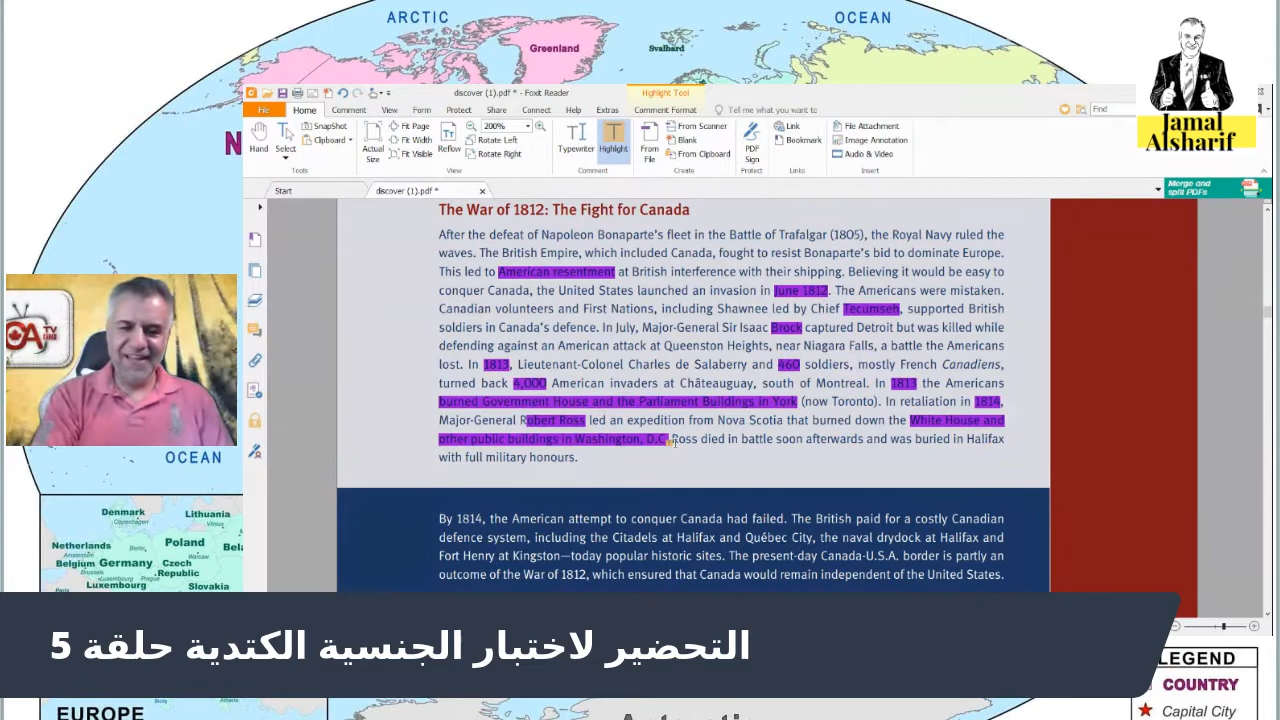 ARCTIC
OCEAN
Greenland
Svalbard
Jamal
Alsharif
discover (1).pdf * - Foxit Reader
Highlight Tool
File
Home
Comment
View
Form
Protect
Share
Connect
Help
Extras
Comment Format
Tell me what you want to
Find
Hand
Select
SnapShot
Clipboard
Actual
Size
Fit Page
Fit Width
Fit Visible
Reflow
200%
Rotate Left
Rotate Right
Typewriter
Highlight
From
File
From Scanner
Blank
From Clipboard
PDF
Sign
Link
Bookmark
File Attachment
Image Annotation
Audio & Video
Tools
View
Comment
Create
Protect
Links
Insert
Start
discover (1).pdf *
Merge and
split PDFs
The War of 1812: The Fight for Canada
After the defeat of Napoleon Bonaparte's fleet in the Battle of Trafalgar (1805), the Royal Navy ruled the
waves. The British Empire, which included Canada, fought to resist Bonaparte's bid to dominate Europe.
This led to American resentment at British interference with their shipping. Believing it would be easy to
conquer Canada, the United States launched an invasion in June 1812. The Americans were mistaken.
Canadian volunteers and First Nations, including Shawnee led by Chief Tecumseh, supported British
soldiers in Canada's defence. In July, Major-General Sir Isaac Brock captured Detroit but was killed while
defending against an American attack at Queenston Heights, near Niagara Falls, a battle the Americans
lost. In 1813, Lieutenant-Colonel Charles de Salaberry and 460 soldiers, mostly French Canadiens,
turned back 4,000 American invaders at Châteauguay, south of Montreal. In 1813 the Americans
burned Government House and the Parliament Buildings in York (now Toronto). In retaliation in 1814,
Major-General Robert Ross led an expedition from Nova Scotia that burned down the White House and
other public buildings in Washington, D.C. Ross died in battle soon afterwards and was buried in Halifax
with full military honours.
By 1814, the American attempt to conquer Canada had failed. The British paid for a costly Canadian
defence system, including the Citadels at Halifax and Québec City, the naval drydock at Halifax and
Fort Henry at Kingston—today popular historic sites. The present-day Canada-U.S.A. border is partly an
outcome of the War of 1812, which ensured that Canada would remain independent of the United States.
TV
OCEAN
Denmark
Copenhagen
Lithuania
Vilnius
Netherlands
Amsterdam
Poland
Belgium
Germany
Czech
Republic
Luxembourg
Slovakia
التحضير لاختبار الجنسية الكتدية حلقة 5
EUROPE
LEGEND
COUNTRY
Capital City